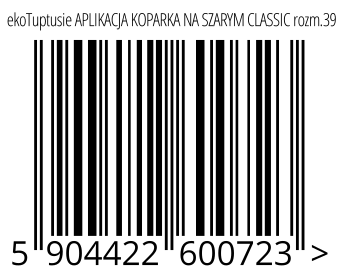 ekoTuptusie APLIKACJA KOPARKA NA SZARYM CLASSIC rozm.39
5 904422 600723 >